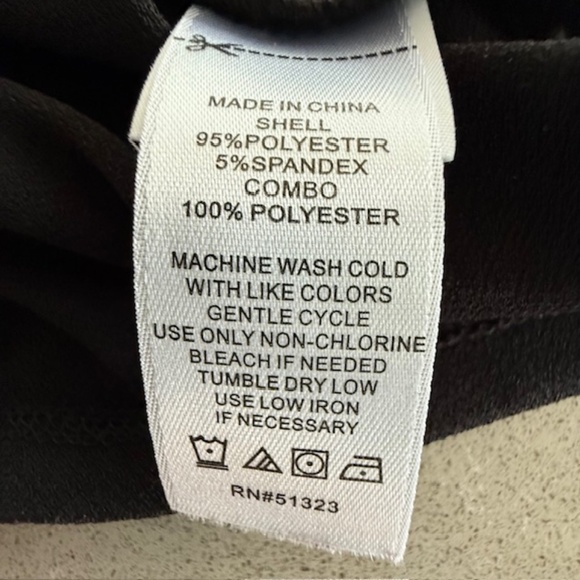 MADE IN CHINA
SHELL
95%POLYESTER
5%SPANDEX
COMBO
100% POLYESTER
MACHINE WASH COLD
WITH LIKE COLORS
GENTLE CYCLE
USE ONLY NON-CHLORINE
BLEACH IF NEEDED
TUMBLE DRY LOW
USE LOW IRON
IF NECESSARY
RN#51323